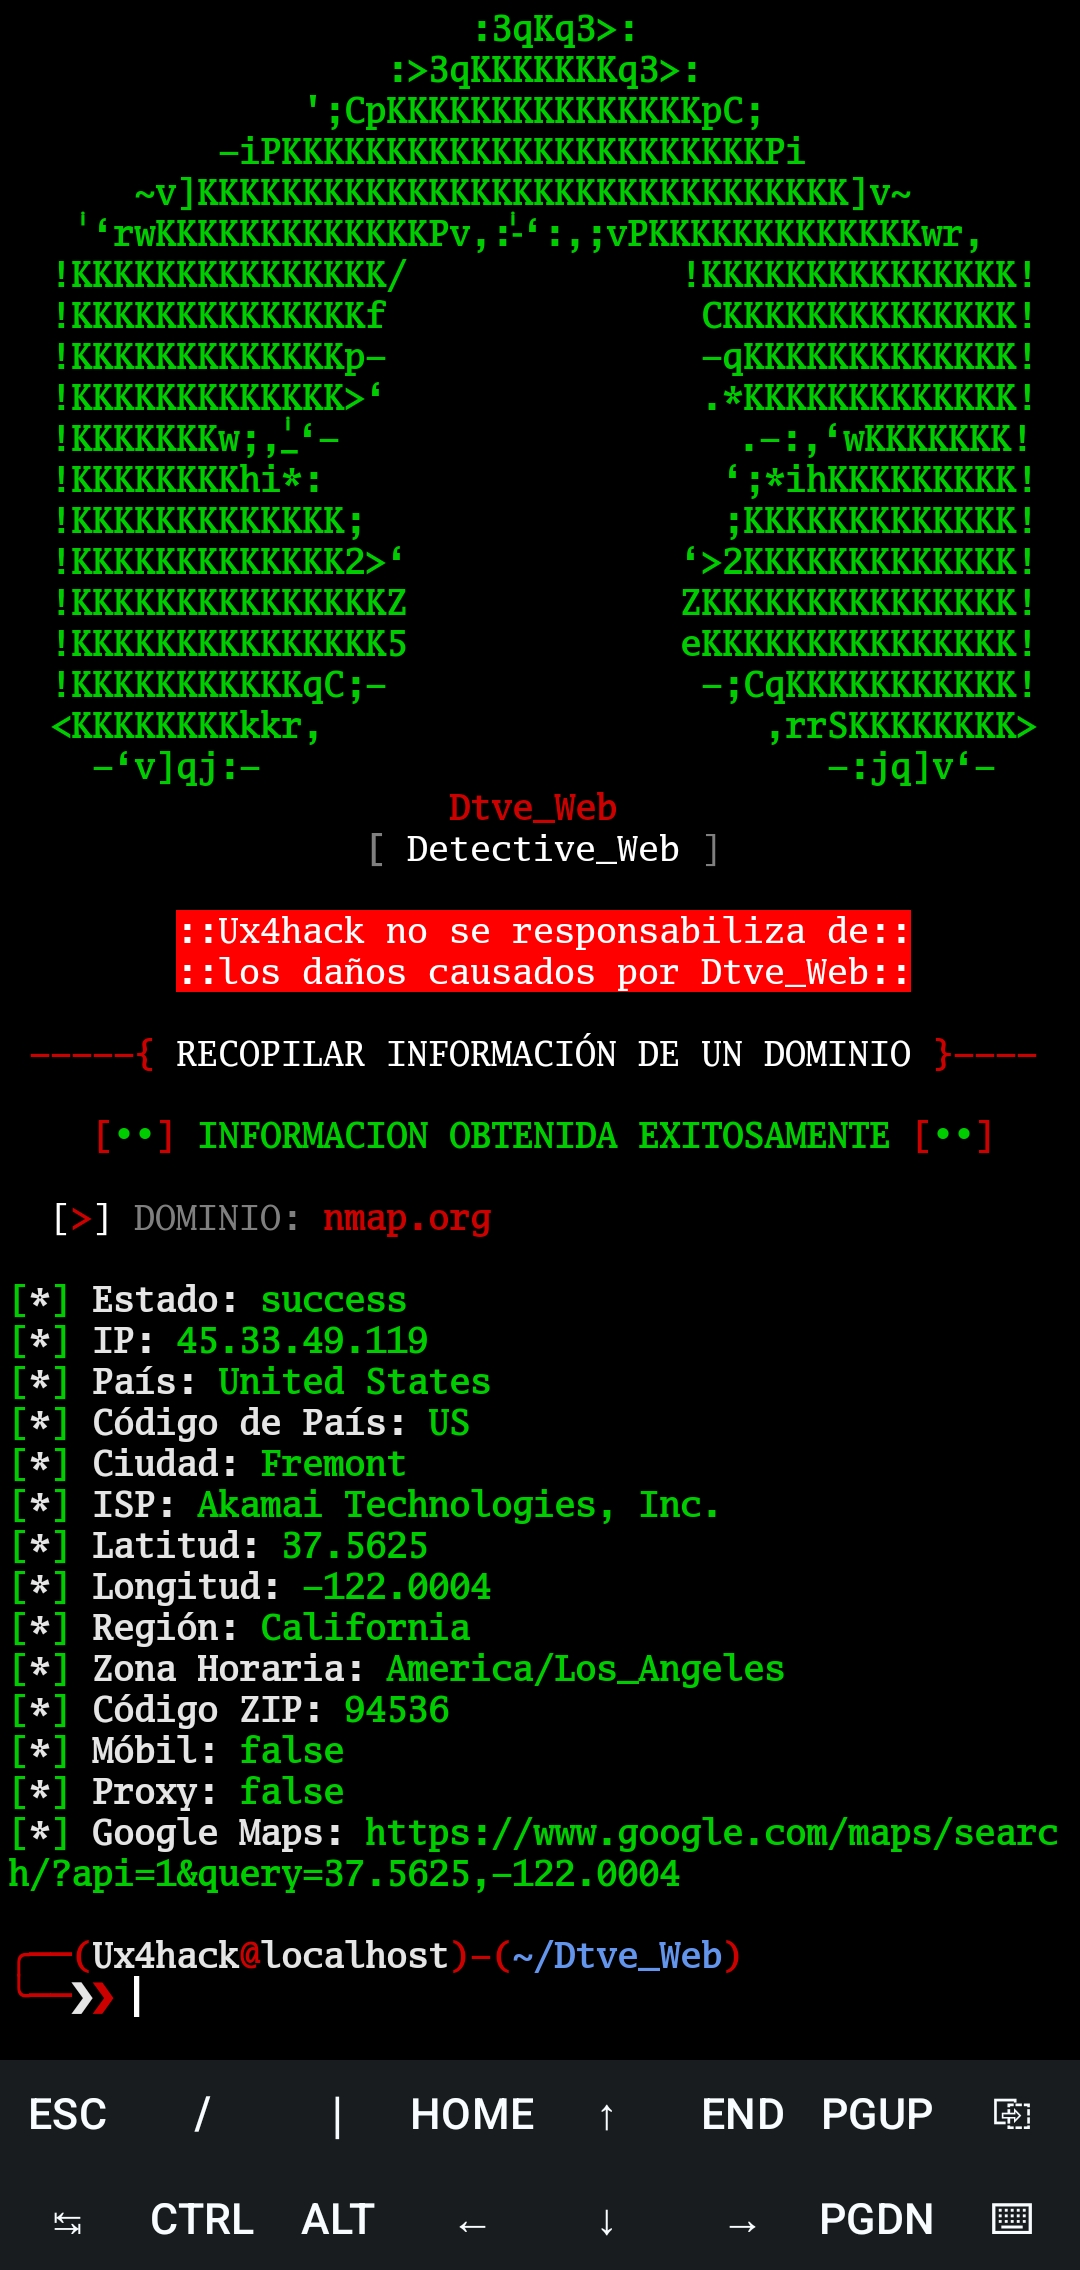 :3qKq3>:
:>3qKKKKKKKq3>:
';CpKKKKKKKKKKKKKKKpC;
-iPKKKKKKKKKKKKKKKKKKKKKKKPi
~v]KKKKKKKKKKKKKKKKKKKKKKKKKKKKKKK]v~
'‘rwKKKKKKKKKKKKKPv,:'-‘:,;vPKKKKKKKKKKKKKwr,
!KKKKKKKKKKKKKKK/ !KKKKKKKKKKKKKKK!
!KKKKKKKKKKKKKKf CKKKKKKKKKKKKKK!
!KKKKKKKKKKKKKp- -qKKKKKKKKKKKKK!
!KKKKKKKKKKKKK>‘ .*KKKKKKKKKKKKK!
!KKKKKKKw;,'_‘- .-:,‘wKKKKKKK!
!KKKKKKKKhi*: ‘;*ihKKKKKKKKK!
!KKKKKKKKKKKKK; ;KKKKKKKKKKKKK!
!KKKKKKKKKKKKK2>‘ ‘>2KKKKKKKKKKKKK!
!KKKKKKKKKKKKKKKZ ZKKKKKKKKKKKKKKK!
!KKKKKKKKKKKKKKK5 eKKKKKKKKKKKKKKK!
!KKKKKKKKKKKqC;- -;CqKKKKKKKKKKK!
<KKKKKKKKkkr, ,rrSKKKKKKKK>
-‘v]qj:- -:jq]v‘-
Dtve_Web
[ Detective_Web ]
::Ux4hack no se responsabiliza de::
::los daños causados por Dtve_Web::
-----{ RECOPILAR INFORMACIÓN DE UN DOMINIO }----
[••] INFORMACION OBTENIDA EXITOSAMENTE [••]
[>] DOMINIO: nmap.org
[*] Estado: success
[*] IP: 45.33.49.119
[*] País: United States
[*] Código de País: US
[*] Ciudad: Fremont
[*] ISP: Akamai Technologies, Inc.
[*] Latitud: 37.5625
[*] Longitud: -122.0004
[*] Región: California
[*] Zona Horaria: America/Los_Angeles
[*] Código ZIP: 94536
[*] Móbil: false
[*] Proxy: false
[*] Google Maps: https://www.google.com/maps/searc
h/?api=1&query=37.5625,-122.0004
(Ux4hack@localhost)-(~/Dtve_Web)
❯❯
ESC / | HOME ↑ END PGUP
CTRL ALT ← ↓ → PGDN